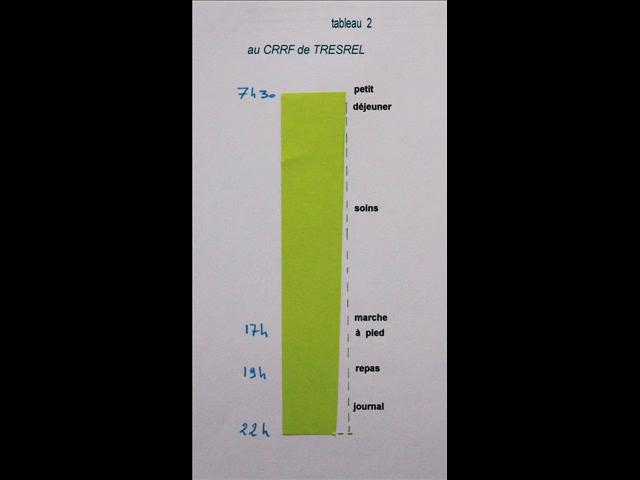 tableau 2
au CRRF de TRESREL
7h30
petit
déjeuner
soins
marche
17h
à pied
19h
repas
journal
22h